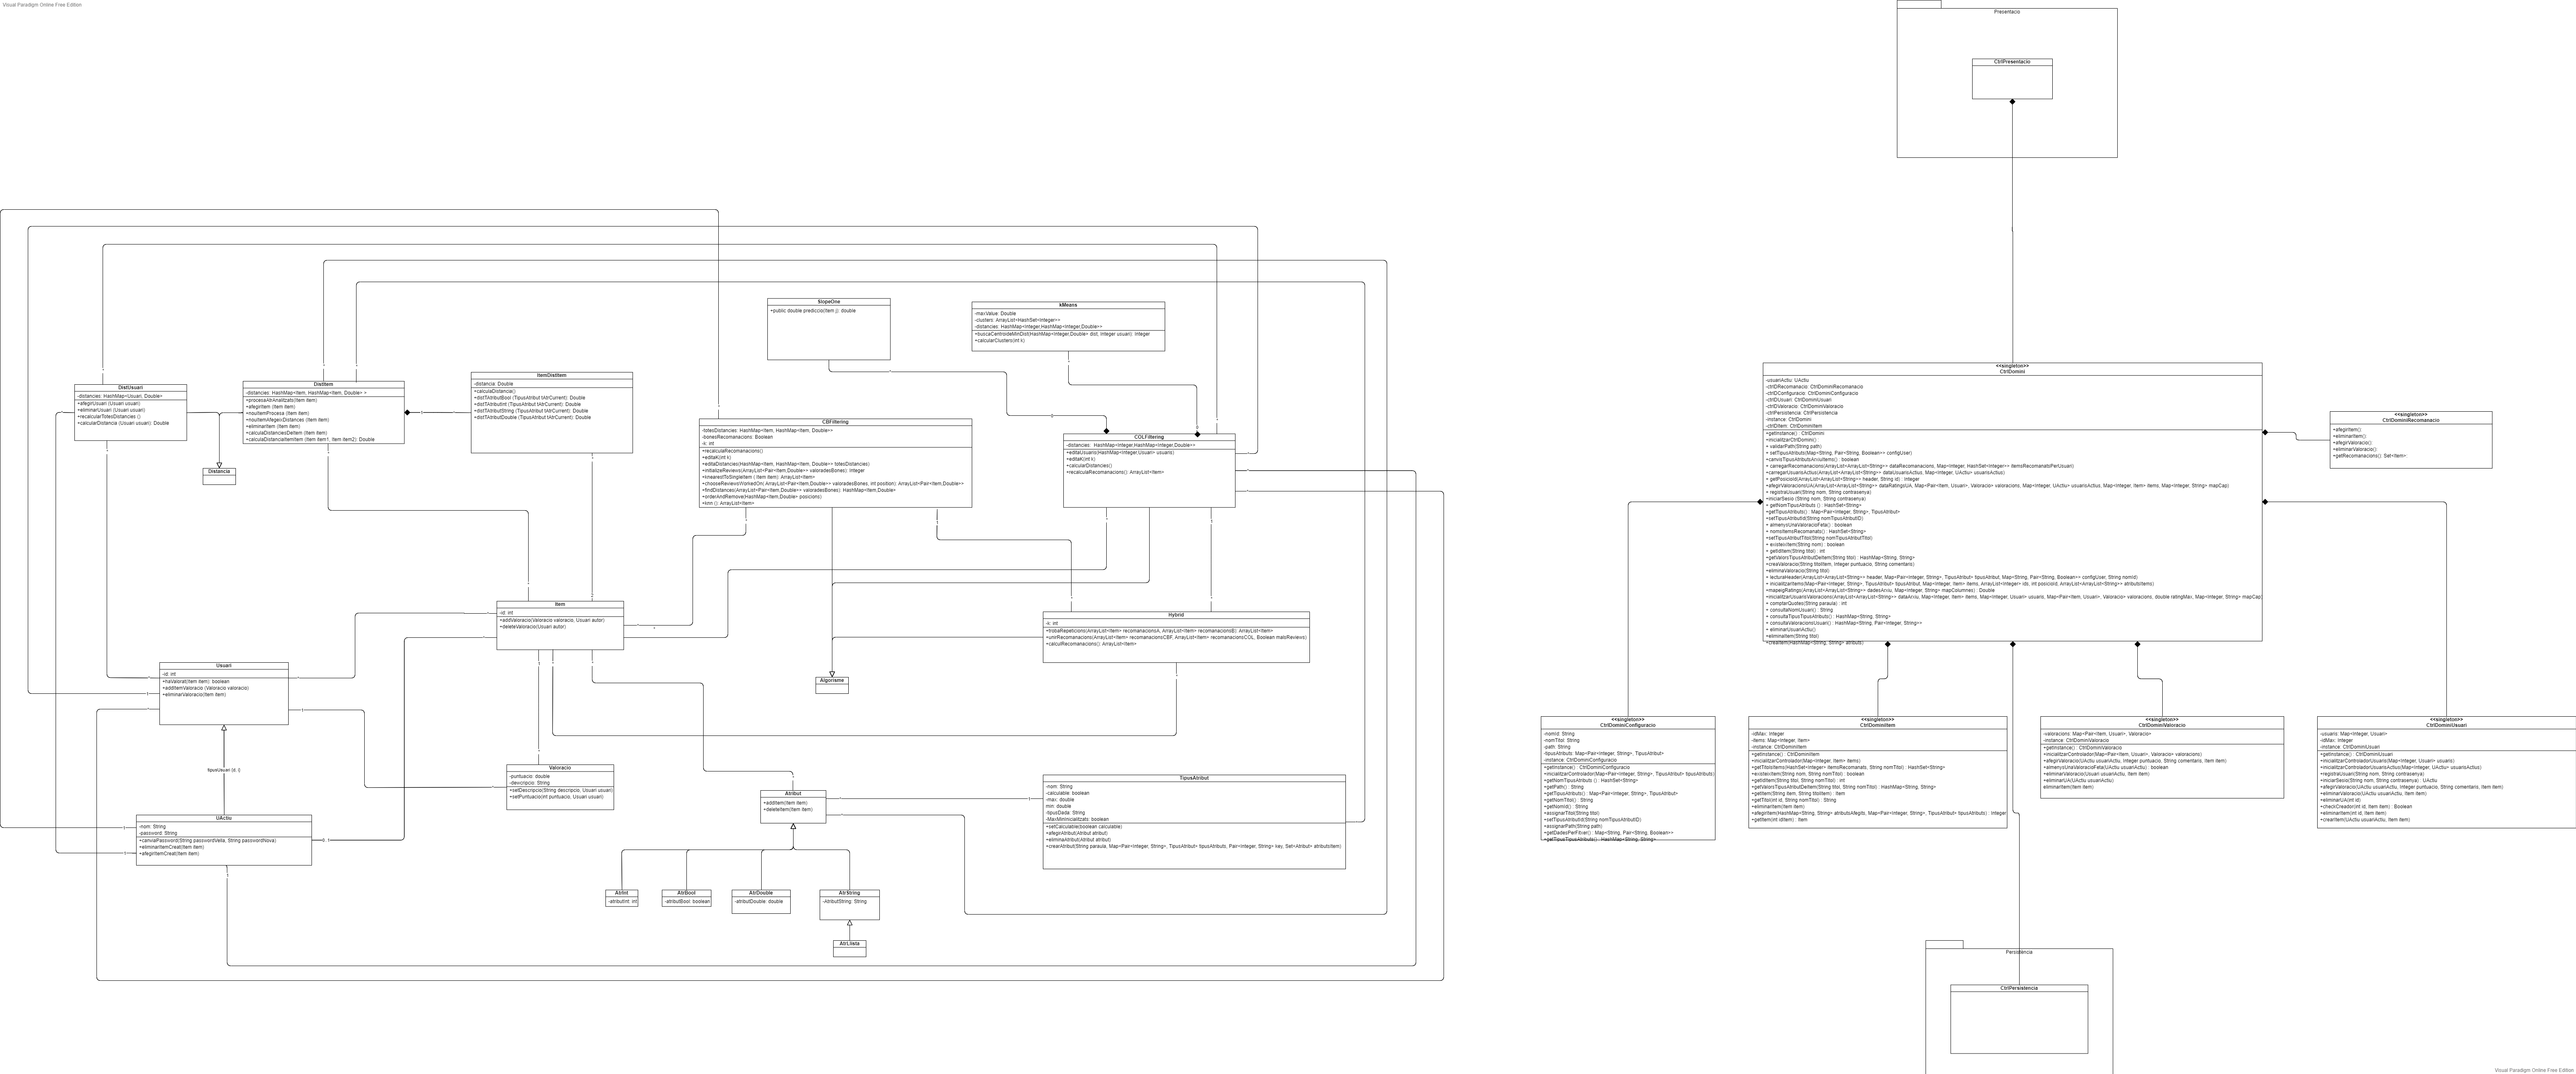 Visual Paradigm Online Free Edition
Presentacio
CtrlPresentacio
1
SlopeOne
+public double prediccio(Item j): double
kMeans
-maxValue: Double
-clusters: ArrayList<HashSet<Integer>>
-distancies: HashMap<Integer,HashMap<Integer,Double>>
+buscaCentroideMinDist(HashMap<Integer,Double> dist, Integer usuari): Integer
+calcularClusters(int k)
DistUsuari
-distancies: HashMap<Usuari, Double>
+afegirUsuari (Usuari usuari)
+eliminarUsuari (Usuari usuari)
+recalcularTotesDistancies ()
+calcularDistancia (Usuari usuari): Double
DistItem
-distancies: HashMap<Item, HashMap<Item, Double> >
+procesaAtrAnalitzats(Item item)
+afegirItem (Item item)
+nouItemProcesa (Item item)
+nouItemAfegeixDistancies (Item item)
+eliminarItem (Item item)
+calculaDistanciesDeItem (Item item)
+calculaDistanciaItemItem (Item item1, Item item2): Double
ItemDistItem
-distancia: Double
+calculaDistancia()
+distTAtributBool (TipusAtribut tAtrCurrent): Double
+distTAtributInt (TipusAtribut tAtrCurrent): Double
+distTAtributString (TipusAtribut tAtrCurrent): Double
+distTAtributDouble (TipusAtribut tAtrCurrent): Double
Distancia
CBFiltering
-totesDistancies: HashMap<Item, HashMap<Item, Double>>
-bonesRecomanacions: Boolean
-k: int
+recalculaRecomanacions()
+editaK(int k)
+editaDistancies(HashMap<Item, HashMap<Item, Double>> totesDistancies)
+initializeReviews(ArrayList<Pair<Item,Double>> valoradesBones): Integer
+knearestToSingleItem ( (Item item): ArrayList<Item>
+chooseReviewsWorkedOn( ArrayList<Pair<Item,Double>> valoradesBones, int position): ArrayList<Pair<Item,Double>>
+findDistances(ArrayList<Pair<Item,Double>> valoradesBones): HashMap<Item,Double>
+orderAndRemove(HashMap<Item,Double> posicions)
+knn (): ArrayList<Item>
COLFiltering
-distancies: HashMap<Integer,HashMap<Integer,Double>>
+editaUsuaris(HashMap<Integer,Usuari> usuaris)
+editaK(int k)
+calcularDistancies()
+recalculaRecomanacions(): ArrayList<Item>
Item
-id: int
+addValoracio(Valoracio valoracio, Usuari autor)
+deleteValoracio(Usuari autor)
Hybrid
-k: int
+trobaRepeticions(ArrayList<Item> recomanacionsA, ArrayList<Item> recomanacionsB): ArrayList<Item>
+unirRecomanacions(ArrayList<Item> recomanacionsCBF, ArrayList<Item> recomanacionsCOL, Boolean matsReviews)
+calculRecomanacions(): ArrayList<Item>
Algorisme
Usuari
-id: int
+haValorat(Item item): boolean
+addItemValoracio (Valoracio valoracio)
+eliminarValoracio(Item item)
tipusUsuari {d, i}
UActiu
-nom: String
-password: String
+canviaPassword(String passwordVella, String passwordNova)
+eliminarItemCreat(Item item)
+afegirItemCreat(Item item)
0..1
Valoracio
-puntuacio: double
-descripcio: String
+setDescripcio(String descripcio, Usuari usuari)
+setPuntuacio(int puntuacio, Usuari usuari)
Atribut
+addItem(Item item)
+deleteItem(Item item)
TipusAtribut
-nom: String
-calculable: boolean
-max: double
min: double
-tipusDada: String
-MaxMinInicialitzats: boolean
+setCalculable(boolean calculable)
+afegirAtribut(Atribut atribut)
+eliminaAtribut(Atribut atribut)
+crearAtribut(String paraula, Map<Pair<Integer, String>, TipusAtribut> tipusAtributs, Pair<Integer, String> key, Set<Atribut> atributsItem)
AtrInt
-atributInt: int
AtrBool
-atributBool: boolean
AtrDouble
-atributDouble: double
AtrString
-AtributString: String
AtrLlista
<<singleton>>
CtrlDomini
-usuariActiu: UActiu
-ctrlDRecomanacio: CtrlDominiRecomanacio
-ctrlDConfiguracio: CtrlDominiConfiguracio
-ctrlDUsuari: CtrlDominiUsuari
-ctrlDValoracio: CtrlDominiValoracio
-ctrlPersistencia: CtrlPersistencia
-instance: CtrlDomini
-ctrlDItem: CtrlDominiItem
+getInstance() : CtrlDomini
+inicialitzarCtrlDomini()
+ validarPath(String path)
+ setTipusAtributs(Map<String, Pair<String, Boolean>> configUser)
+canvisTipusAtributsArxiuItems() : boolean
+ carregarRecomanacions(ArrayList<ArrayList<String>> dataRecomanacions, Map<Integer, HashSet<Integer>> itemsRecomanatsPerUsuari)
+carregarUsuarisActius(ArrayList<ArrayList<String>> dataUsuarisActius, Map<Integer, UActiu> usuarisActius)
+ getPosicioId(ArrayList<ArrayList<String>> header, String id) : Integer
+afegirValoracionsUA(ArrayList<ArrayList<String>> dataRatingsUA, Map<Pair<Item, Usuari>, Valoracio> valoracions, Map<Integer, UActiu> usuarisActius, Map<Integer, Item> items, Map<Integer, String> mapCap)
+ registraUsuari(String nom, String contrasenya)
+iniciarSesio (String nom, String contrasenya)
+ getNomTipusAtributs () : HashSet<String>
+getTipusAtributs() : Map<Pair<Integer, String>, TipusAtribut>
+setTipusAtributId(String nomTipusAtributID)
+ almenysUnaValoracioFeta() : boolean
+ nomsItemsRecomanats() : HashSet<String>
+setTipusAtributTitol(String nomTipusAtributTitol)
+ existeixItem(String nom) : boolean
+ getIdItem(String titol) : int
+getValorsTipusAtributDeItem(String titol) : HashMap<String, String>
+creaValoracio(String titolItem, Integer puntuacio, String comentaris)
+eliminaValoracio(String titol)
+ lecturaHeader(ArrayList<ArrayList<String>> header, Map<Pair<Integer, String>, TipusAtribut> tipusAtribut, Map<String, Pair<String, Boolean>> configUser, String nomId)
+ inicialitzarItems(Map<Pair<Integer, String>, TipusAtribut> tipusAtribut, Map<Integer, Item> items, ArrayList<Integer> ids, int posicioId, ArrayList<ArrayList<String>> atributsItems)
+mapeigRatings(ArrayList<ArrayList<String>> dadesArxiu, Map<Integer, String> mapColumnes) : Double
+inicialitzarUsuarisValoracions(ArrayList<ArrayList<String>> dataArxiu, Map<Integer, Item> items, Map<Integer, Usuari> usuaris, Map<Pair<Item, Usuari>, Valoracio> valoracions, double ratingMax, Map<Integer, String> mapCap)
+ comptarQuotes(String paraula) : int
+ consultaNomUsuari() : String
+ consultaTipusTipusAtributs() : HashMap<String, String>
+ consultaValoracionsUsuari() : HashMap<String, Pair<Integer, String>>
+ eliminarUsuariActiu()
+eliminarItem(String titol)
+crearItem(HashMap<String, String> atributs)
<<singleton>>
CtrlDominiRecomanacio
+afegirItem()
+eliminarItem()
+afegirValoracio()
+eliminarValoracio()
+getRecomanacions(): Set<Item>
<<singleton>>
CtrlDominiConfiguracio
-nomId: String
-nomTitol: String
-path: String
-tipusAtributs: Map<Pair<Integer, String>, TipusAtribut>
-instance: CtrlDominiConfiguracio
+getInstance() : CtrlDominiConfiguracio
+inicialitzarControlador(Map<Pair<Integer, String>, TipusAtribut> tipusAtributs)
+getNomTipusAtributs () : HashSet<String>
+getPath() : String
+getTipusAtributs() : Map<Pair<Integer, String>, TipusAtribut>
+getNomTitol() : String
+getNomId() : String
+assignarTitol(String titol)
+setTipusAtributId(String nomTipusAtributID)
+assignarPath(String path)
+getDadesPerFitxer() : Map<String, Pair<String, Boolean>>
+getTipusTipusAtributs() : HashMap<String, String>
<<singleton>>
CtrlDominiItem
-idMax: Integer
-items: Map<Integer, Item>
-instance: CtrlDominiItem
+getInstance() : CtrlDominiItem
+inicialitzarControlador(Map<Integer, Item> items)
+getTitolsItems(HashSet<Integer> itemsRecomanats, String nomTitol) : HashSet<String>
+existeixItem(String nom, String nomTitol) : boolean
+getIdItem(String titol, String nomTitol) : int
+getValorsTipusAtributDeItem(String titol, String nomTitol) : HashMap<String, String>
+getItem(String item, String titolItem) : Item
+getTitol(int id, String nomTitol) : String
+eliminarItem(Item item)
+afegirItem(HashMap<String, String> atributsAfegits, Map<Pair<Integer, String>, TipusAtribut> tipusAtributs) : Integer
+getItem(int idItem) : Item
<<singleton>>
CtrlDominiValoracio
-valoracions: Map<Pair<Item, Usuari>, Valoracio>
-instance: CtrlDominiValoracio
+getInstance() : CtrlDominiValoracio
+inicialitzarControlador(Map<Pair<Item, Usuari>, Valoracio> valoracions)
+afegirValoracio(UActiu usuariActiu, Integer puntuacio, String comentaris, Item item)
+almenysUnaValoracioFeta(UActiu usuariActiu) : boolean
+eliminaValoracio(UActiu usuariActiu, Item item)
+eliminarUA(UActiu usuariActiu)
eliminarItem(Item item)
<<singleton>>
CtrlDominiUsuari
-usuaris: Map<Integer, Usuari>
-idMax: Integer
-instance: CtrlDominiUsuari
+getInstance() : CtrlDominiUsuari
+inicialitzarControladorUsuaris(Map<Integer, Usuari> usuaris)
+inicialitzarControladorUsuarisActius(Map<Integer, UActiu> usuarisActius)
+registraUsuari(String nom, String contrasenya)
+iniciarSesio(String nom, String contrasenya) : UActiu
+afegirValoracio(UActiu usuariActiu, Integer puntuacio, String comentaris, Item item)
+eliminarValoracio(UActiu usuariActiu, Item item)
+eliminarUA(int id)
+checkCreador(int id, Item item) : Boolean
+eliminarItem(int id, Item item)
+crearItem(UActiu usuariActiu, Item item)
Persistència
CtrlPersistencia
Visual Paradigm Online Free Edition